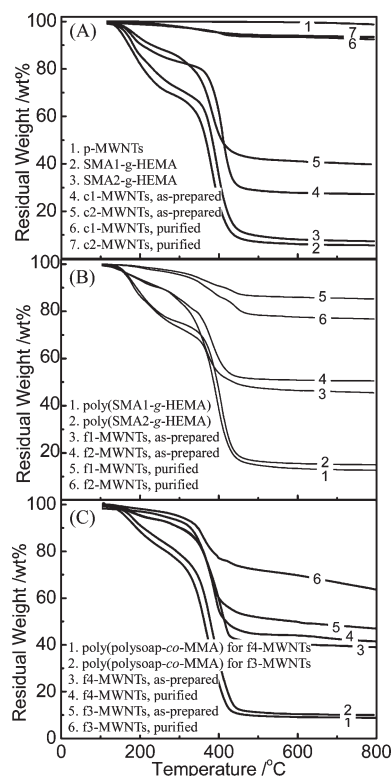 (A)
1
7
6
5
4
3
2
1. p-MWNTs
2. SMA1-g-HEMA
3. SMA2-g-HEMA
4. c1-MWNTs, as-prepared
5. c2-MWNTs, as-prepared
6. c1-MWNTs, purified
7. c2-MWNTs, purified
100
80
60
40
20
Residual Weight /wt%
(B)
5
6
4
3
2
1
1. poly(SMA1-g-HEMA)
2. poly(SMA2-g-HEMA)
3. f1-MWNTs, as-prepared
4. f2-MWNTs, as-prepared
5. f1-MWNTs, purified
6. f2-MWNTs, purified
100
80
60
40
20
Residual Weight /wt%
(C)
6
5
4
3
2
1
1. poly(polysoap-co-MMA) for f4-MWNTs
2. poly(polysoap-co-MMA) for f3-MWNTs
3. f4-MWNTs, as-prepared
4. f4-MWNTs, purified
5. f3-MWNTs, as-prepared
6. f3-MWNTs, purified
100
80
60
40
20
0
Residual Weight /wt%
0 200 400 600 800
Temperature /°C